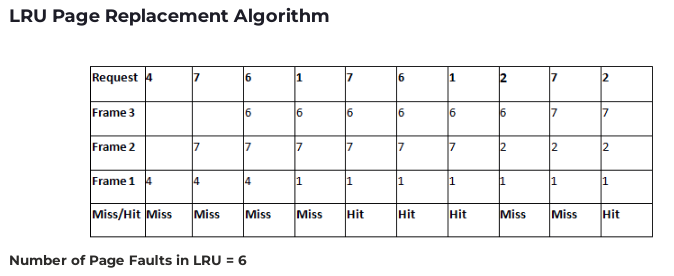 LRU Page Replacement Algorithm
Request 4 7 6 1 7 6 1 2 7 2
Frame 3 6 6 6 6 6 6 7 7
Frame 2 7 7 7 7 7 7 2 2 2
Frame 1 4 4 4 1 1 1 1 1 1 1
Miss/Hit Miss Miss Miss Miss Hit Hit Hit Miss Miss Hit
Number of Page Faults in LRU = 6